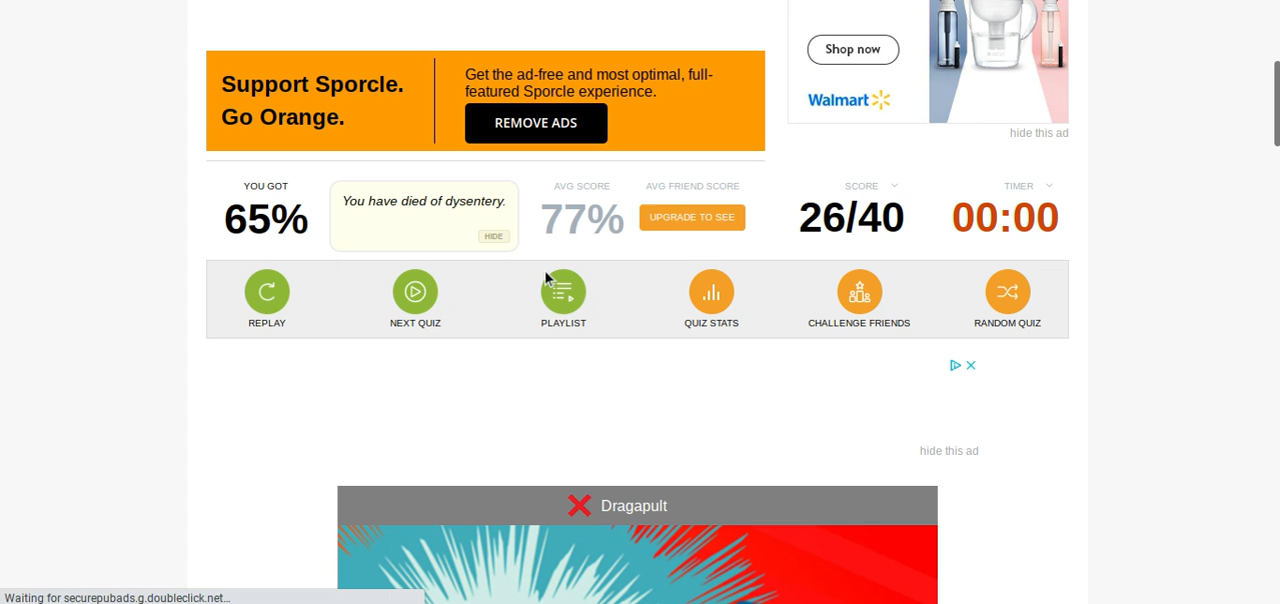 Shop now
Walmart
hide this ad
Support Sporcle.
Go Orange.
Get the ad-free and most optimal, full-
featured Sporcle experience.
REMOVE ADS
YOU GOT
65%
You have died of dysentery.
HIDE
AVG SCORE
77%
AVG FRIEND SCORE
UPGRADE TO SEE
SCORE
26/40
TIMER
00:00
REPLAY
NEXT QUIZ
PLAYLIST
QUIZ STATS
CHALLENGE FRIENDS
RANDOM QUIZ
hide this ad
Dragapult
Waiting for securepubads.g.doubleclick.net...